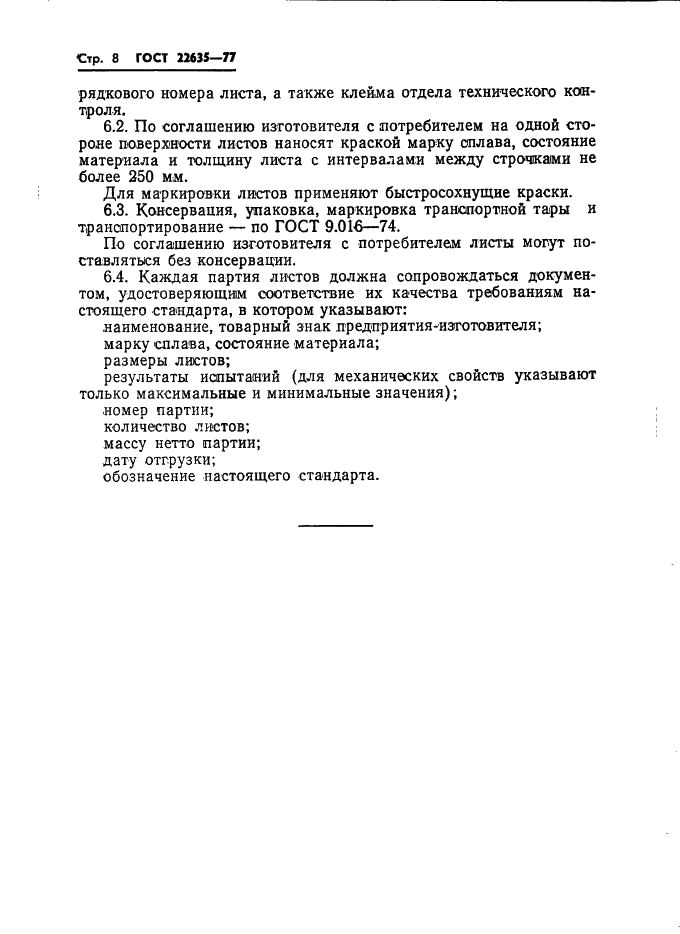 Стр. 8 ГОСТ 22635—77
рядкового номера листа, а также клейма отдела технического кон-
троля.
6.2. По соглашению изготовителя с потребителем на одной сто-
роне поверхности листов наносят краской марку сплава, состояние
материала и толщину листа с интервалами между строчками не
более 250 мм.
Для маркировки листов применяют быстросохнущие краски.
6.3. Консервация, упаковка, маркировка транспортной тары и
транспортирование — по ГОСТ 9.016—74.
По соглашению изготовителя с потребителем листы могут по-
ставляться без консервации.
6.4. Каждая партия листов должна сопровождаться докумен-
том, удостоверяющим соответствие их качества требованиям на-
стоящего стандарта, в котором указывают:
наименование, товарный знак предприятия-изготовителя;
марку сплава, состояние материала;
размеры листов;
результаты испытаний (для механических свойств указывают
только максимальные и минимальные значения);
номер партии;
количество листов;
массу нетто партии;
дату отгрузки;
обозначение настоящего стандарта.